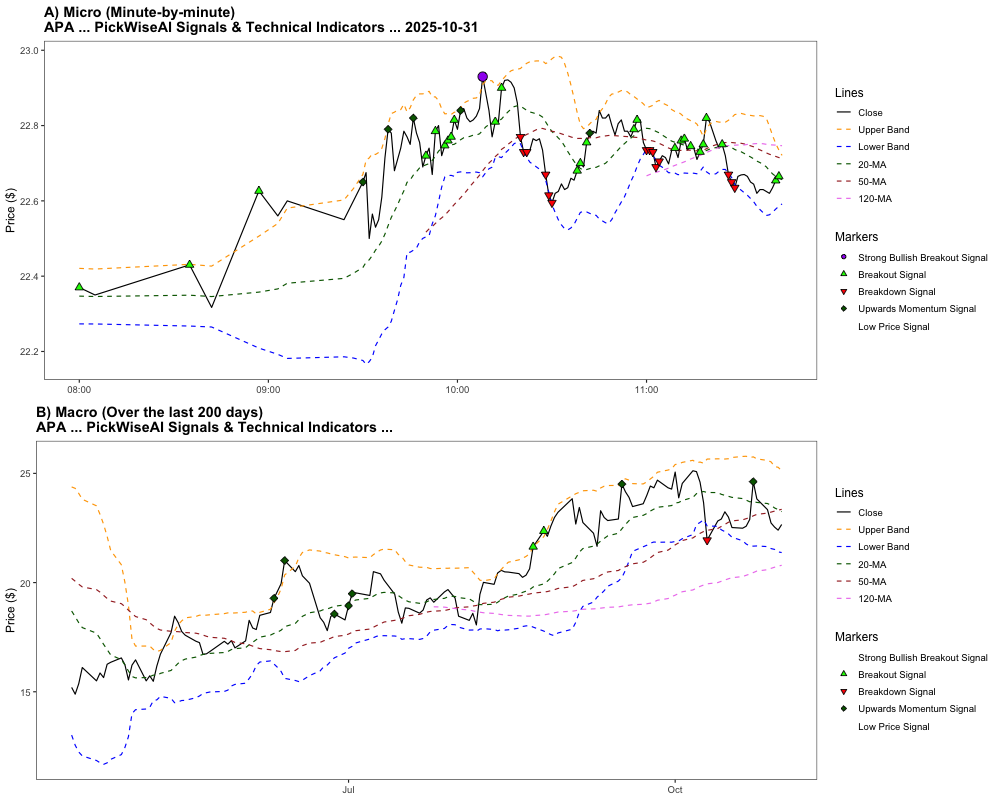 A) Micro (Minute-by-minute)
APA ... PickWiseAI Signals & Technical Indicators ... 2025-10-31
Price ($)
23.0
22.8
22.6
22.4
22.2
08:00
09:00
10:00
11:00
Lines
Close
Upper Band
Lower Band
20-MA
50-MA
120-MA
Markers
Strong Bullish Breakout Signal
Breakout Signal
Breakdown Signal
Upwards Momentum Signal
Low Price Signal
B) Macro (Over the last 200 days)
APA ... PickWiseAI Signals & Technical Indicators ...
Price ($)
25
20
15
Jul
Oct
Lines
Close
Upper Band
Lower Band
20-MA
50-MA
120-MA
Markers
Strong Bullish Breakout Signal
Breakout Signal
Breakdown Signal
Upwards Momentum Signal
Low Price Signal